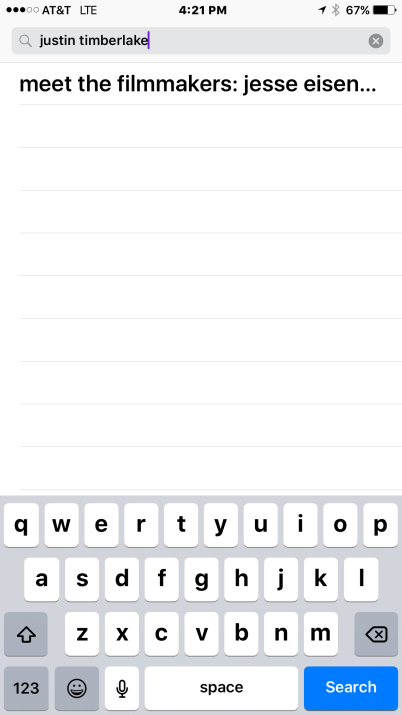 AT&T LTE 4:21 PM 67%
justin timberlake
meet the filmmakers: jesse eisen...
q w e r t y u i o p
a s d f g h j k l
z x c v b n m
123 space Search